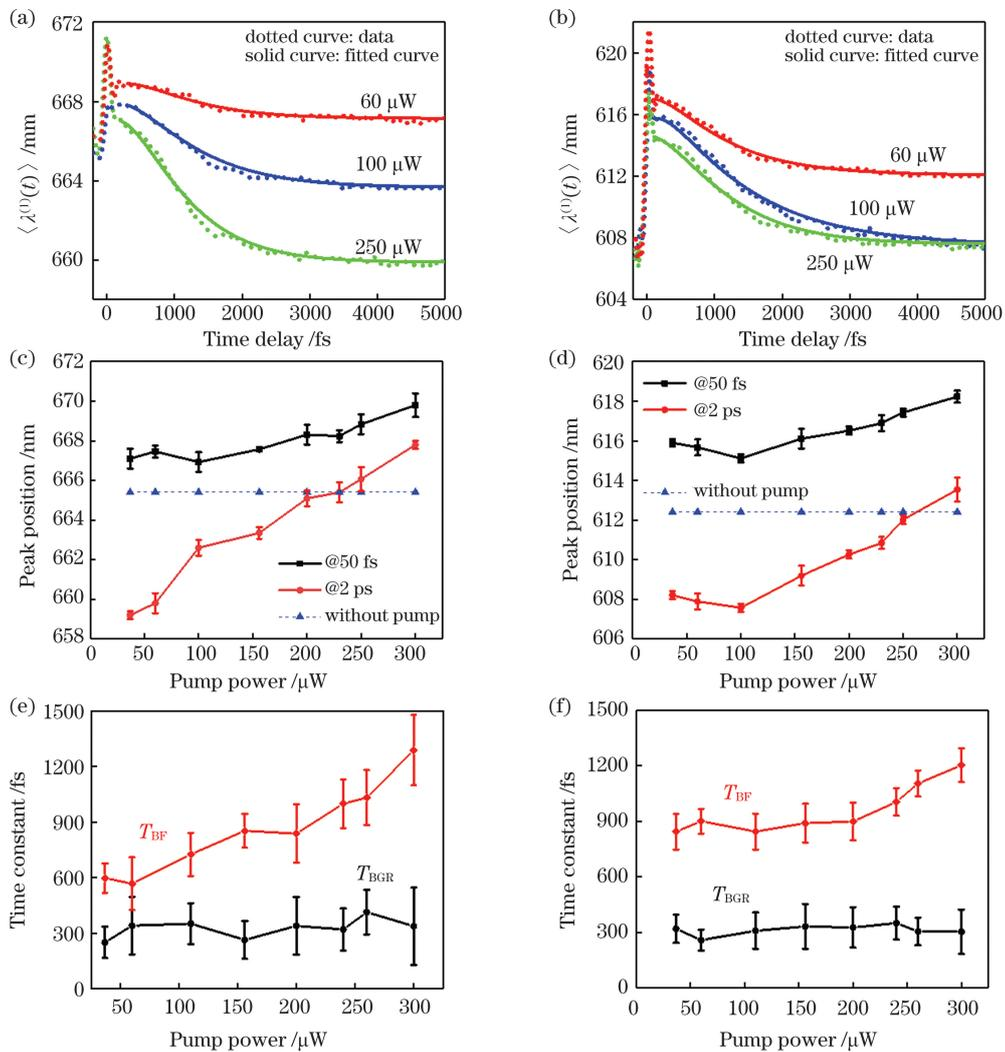 (a)
672
668
664
660
⟨ λ⁽¹⁾(t) ⟩ /mm
dotted curve: data
solid curve: fitted curve
60 μW
100 μW
250 μW
0 1000 2000 3000 4000 5000
Time delay /fs
(b)
620
616
612
608
604
⟨ λ⁽¹⁾(t) ⟩ /mm
dotted curve: data
solid curve: fitted curve
60 μW
100 μW
250 μW
0 1000 2000 3000 4000 5000
Time delay /fs
(c)
672
670
668
666
664
662
660
658
Peak position /nm
@50 fs
@2 ps
without pump
0 50 100 150 200 250 300
Pump power /μW
(d)
620
618
616
614
612
610
608
606
Peak position /nm
@50 fs
@2 ps
without pump
0 50 100 150 200 250 300
Pump power /μW
(e)
1500
1200
900
600
300
0
Time constant /fs
T_BF
T_BGR
50 100 150 200 250 300
Pump power /μW
(f)
1500
1200
900
600
300
0
Time constant /fs
T_BF
T_BGR
0 50 100 150 200 250 300
Pump power /μW